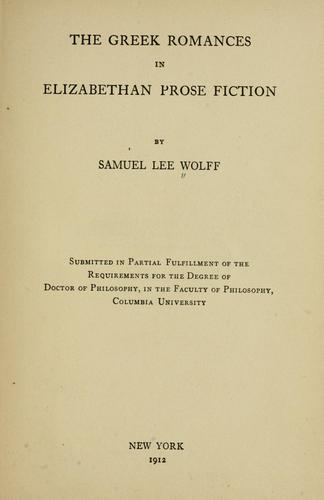 THE GREEK ROMANCES
IN
ELIZABETHAN PROSE FICTION
BY
SAMUEL LEE WOLFF
SUBMITTED IN PARTIAL FULFILLMENT OF THE
REQUIREMENTS FOR THE DEGREE OF
DOCTOR OF PHILOSOPHY, IN THE FACULTY OF PHILOSOPHY,
COLUMBIA UNIVERSITY
NEW YORK
1912